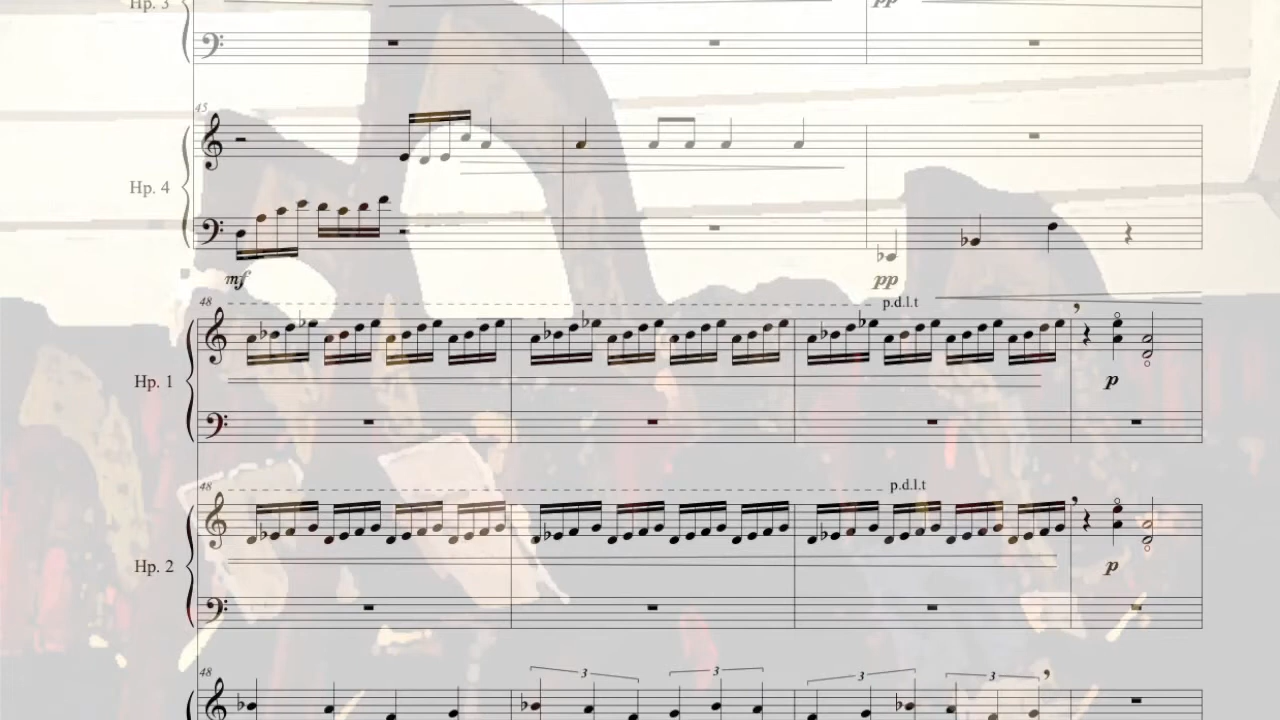 Hp. 3
pp
45
Hp. 4
mf
pp
48
p.d.l.t
Hp. 1
p
48
p.d.l.t
Hp. 2
p
48
3 3 3 3